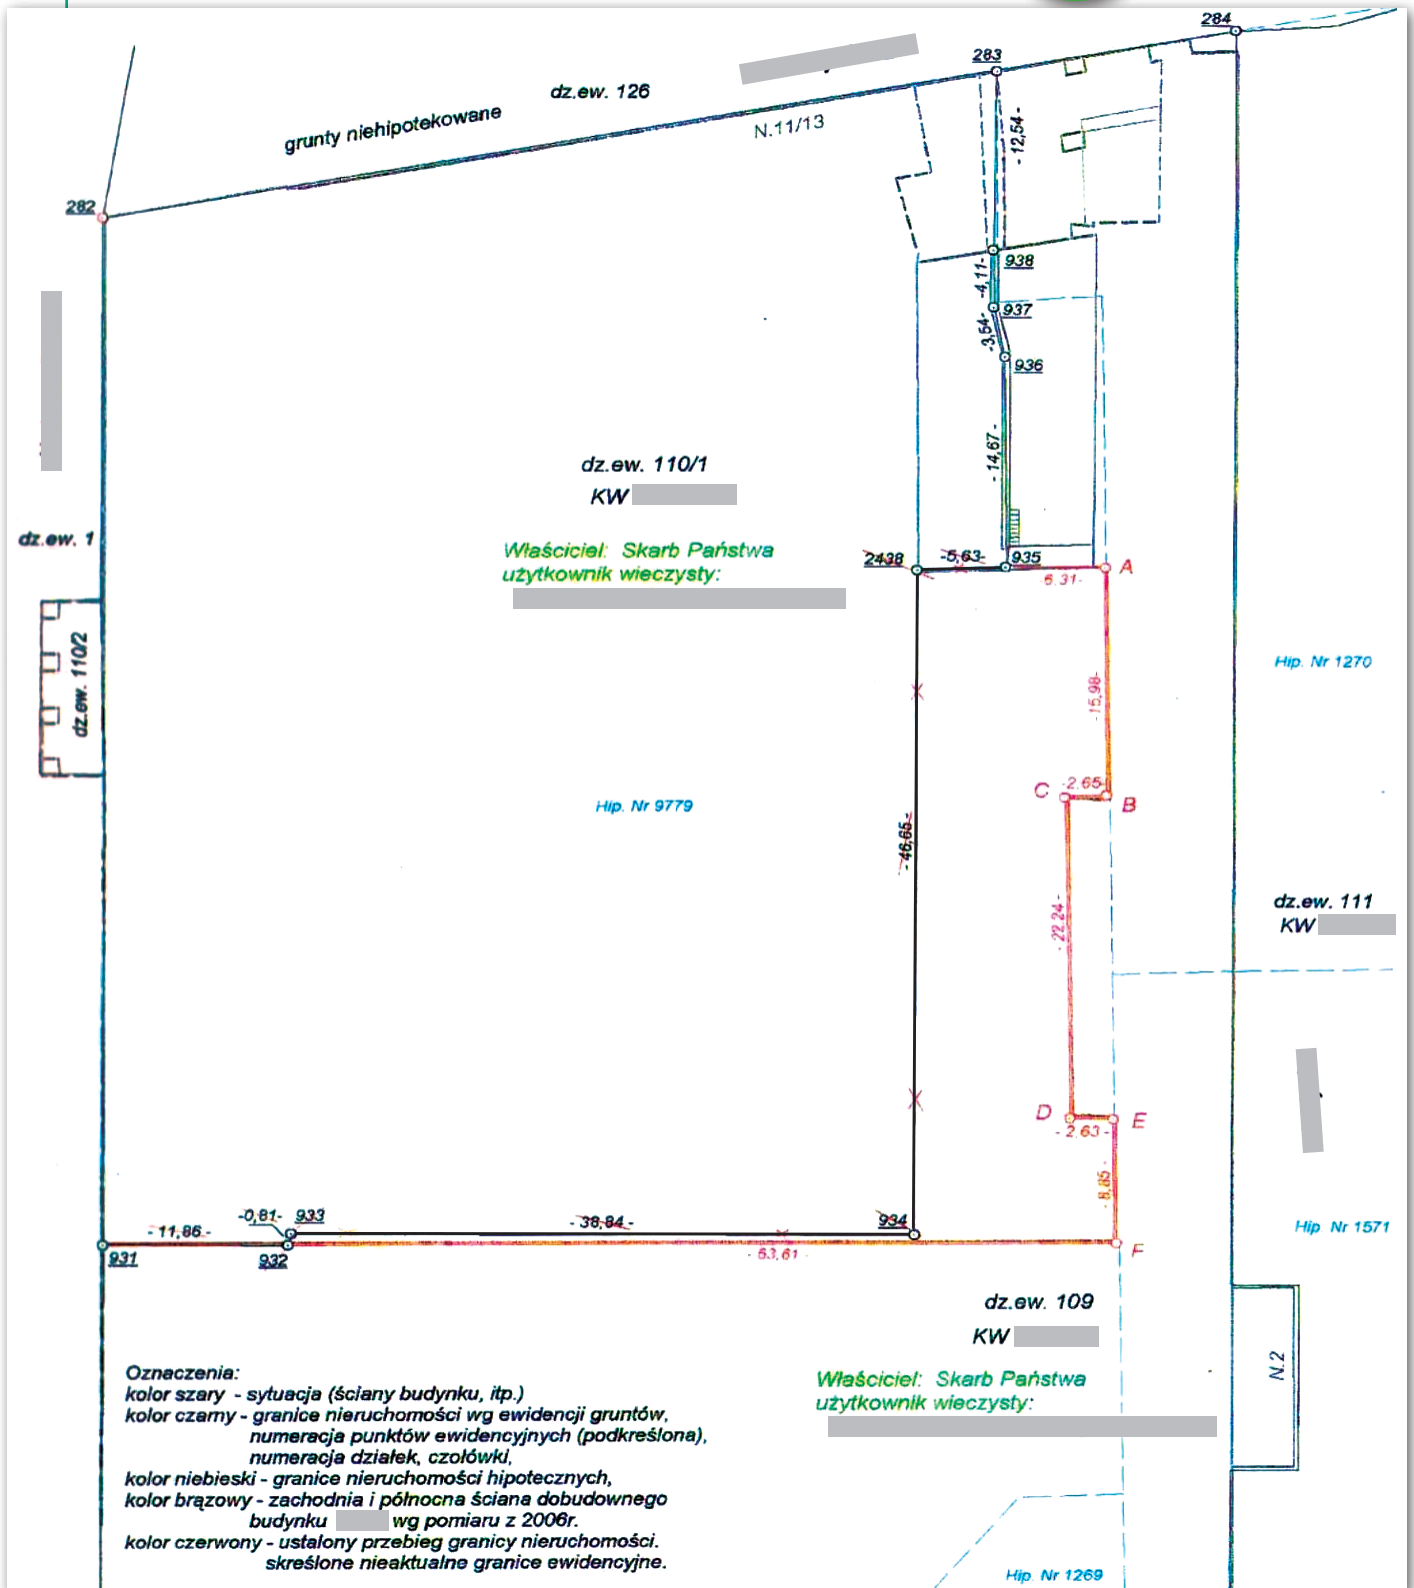 284
283
dz.ew. 126
grunty niehipotekowane
N.11/13
- 12,54 -
282
938
-4,11-
937
-3,54-
936
- 14,67 -
dz.ew. 110/1
KW
dz.ew. 1
Właściciel: Skarb Państwa
użytkownik wieczysty:
2438
-5,63-
935
A
6.31-
dz.ew. 110/2
Hip. Nr 1270
-15,98-
C
-2.65-
B
Hip. Nr 9779
- 46,65 -
dz.ew. 111
KW
- 22.24 -
D
E
- 2.63 -
- 8,85 -
-0,81-
933
- 11,86 -
- 38,84 -
934
Hip. Nr 1571
931
932
- 53,61 -
F
dz.ew. 109
KW
N.2
Właściciel: Skarb Państwa
użytkownik wieczysty:
Oznaczenia:
kolor szary - sytuacja (ściany budynku, itp.)
kolor czarny - granice nieruchomości wg ewidencji gruntów,
numeracja punktów ewidencyjnych (podkreślona),
numeracja działek, czołówki,
kolor niebieski - granice nieruchomości hipotecznych,
kolor brązowy - zachodnia i północna ściana dobudownego
budynku wg pomiaru z 2006r.
kolor czerwony - ustalony przebieg granicy nieruchomości.
skreślone nieaktualne granice ewidencyjne.
Hip. Nr 1269